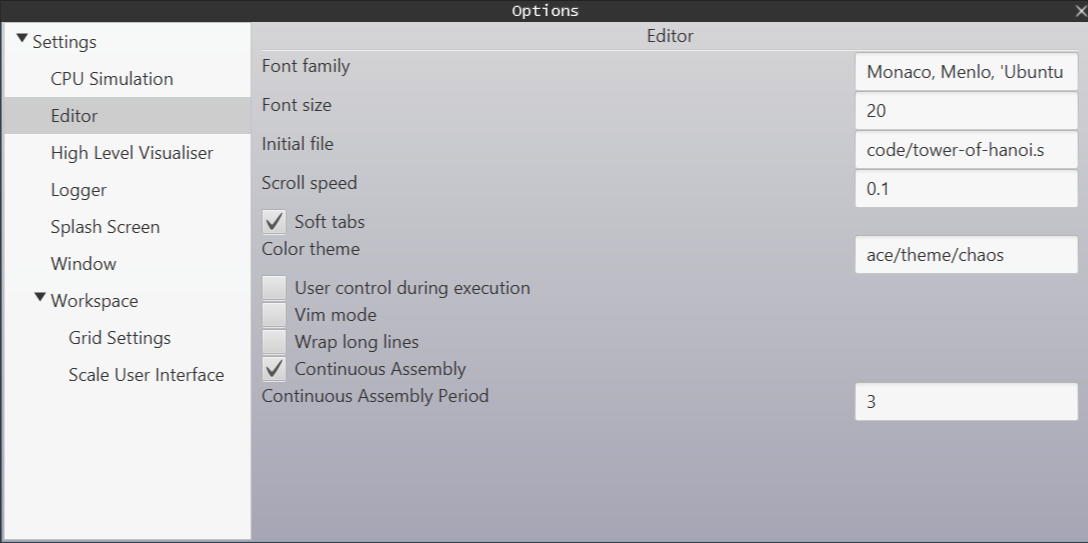 Options
Settings
CPU Simulation
Editor
High Level Visualiser
Logger
Splash Screen
Window
Workspace
Grid Settings
Scale User Interface
Editor
Font family
Monaco, Menlo, 'Ubuntu
Font size
20
Initial file
code/tower-of-hanoi.s
Scroll speed
0.1
Soft tabs
Color theme
ace/theme/chaos
User control during execution
Vim mode
Wrap long lines
Continuous Assembly
Continuous Assembly Period
3